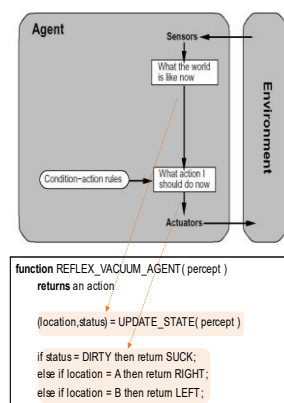 Agent
Sensors
What the world
is like now
Condition−action rules
What action I
should do now
Actuators
Environment
function REFLEX_VACUUM_AGENT( percept )
returns an action
(location,status) = UPDATE_STATE( percept )
if status = DIRTY then return SUCK;
else if location = A then return RIGHT;
else if location = B then return LEFT;